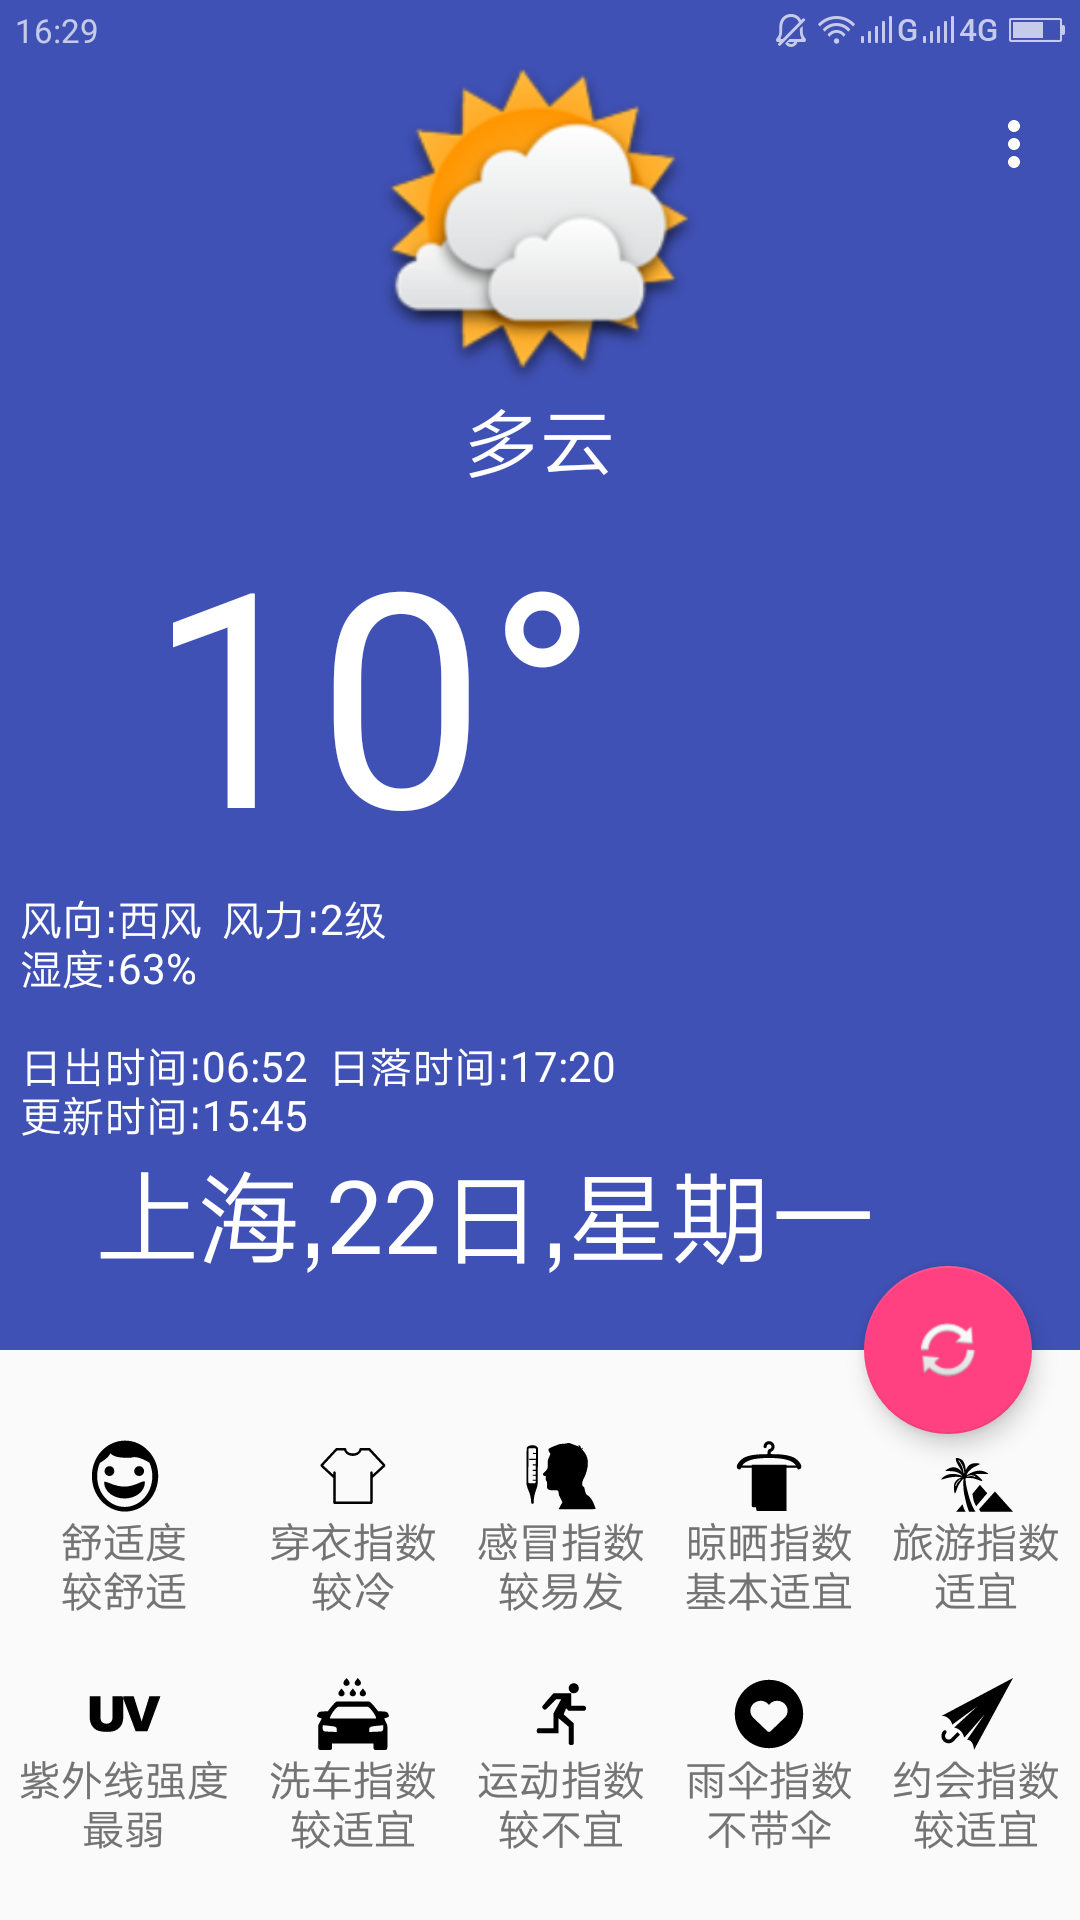 16:29 G 4G
多云
10°
风向:西风 风力:2级
湿度:63%
日出时间:06:52 日落时间:17:20
更新时间:15:45
上海,22日,星期一
舒适度 穿衣指数 感冒指数 晾晒指数 旅游指数
较舒适 较冷 较易发 基本适宜 适宜
UV
紫外线强度 洗车指数 运动指数 雨伞指数 约会指数
最弱 较适宜 较不宜 不带伞 较适宜